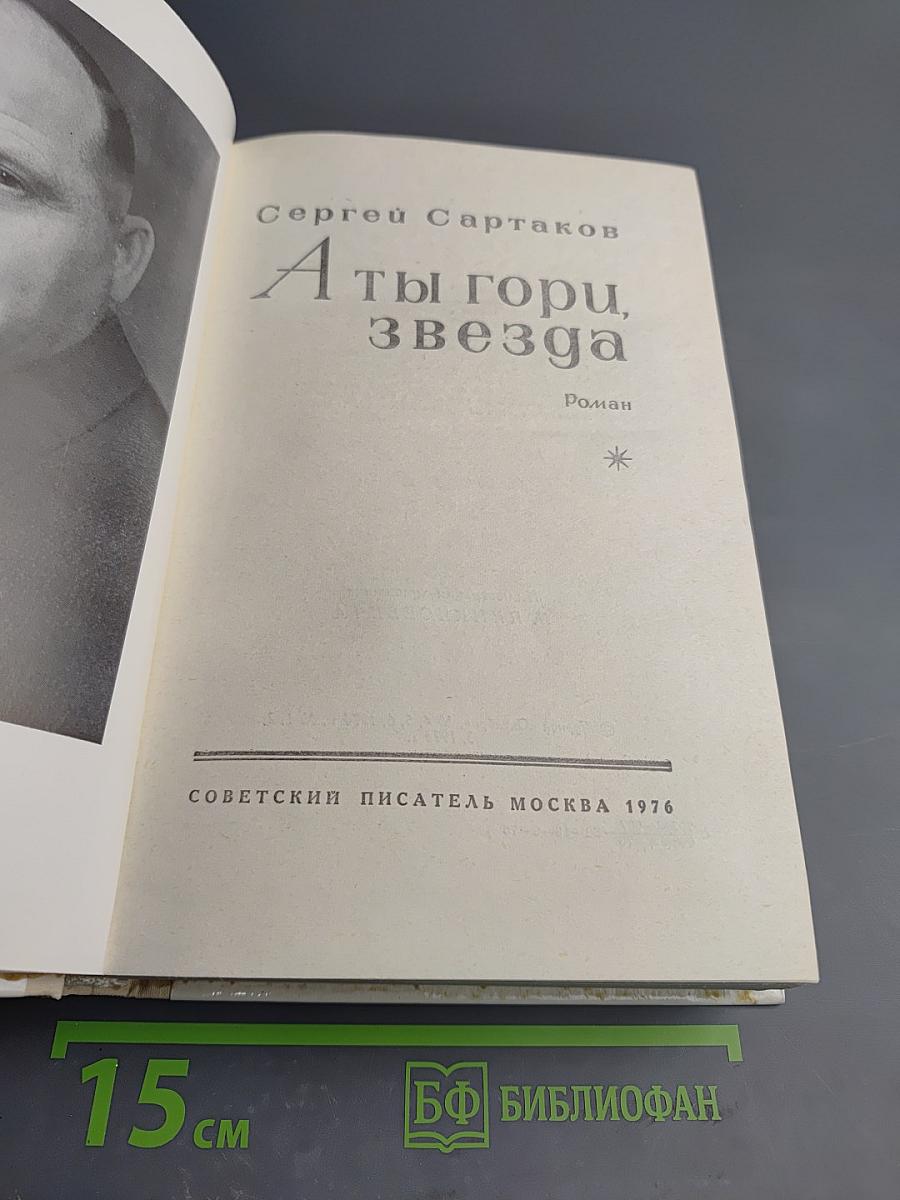 Сергей Сартаков
А ты гори,
звезда
Роман
СОВЕТСКИЙ ПИСАТЕЛЬ МОСКВА 1976
15 см
БФ БИБЛИОФАН